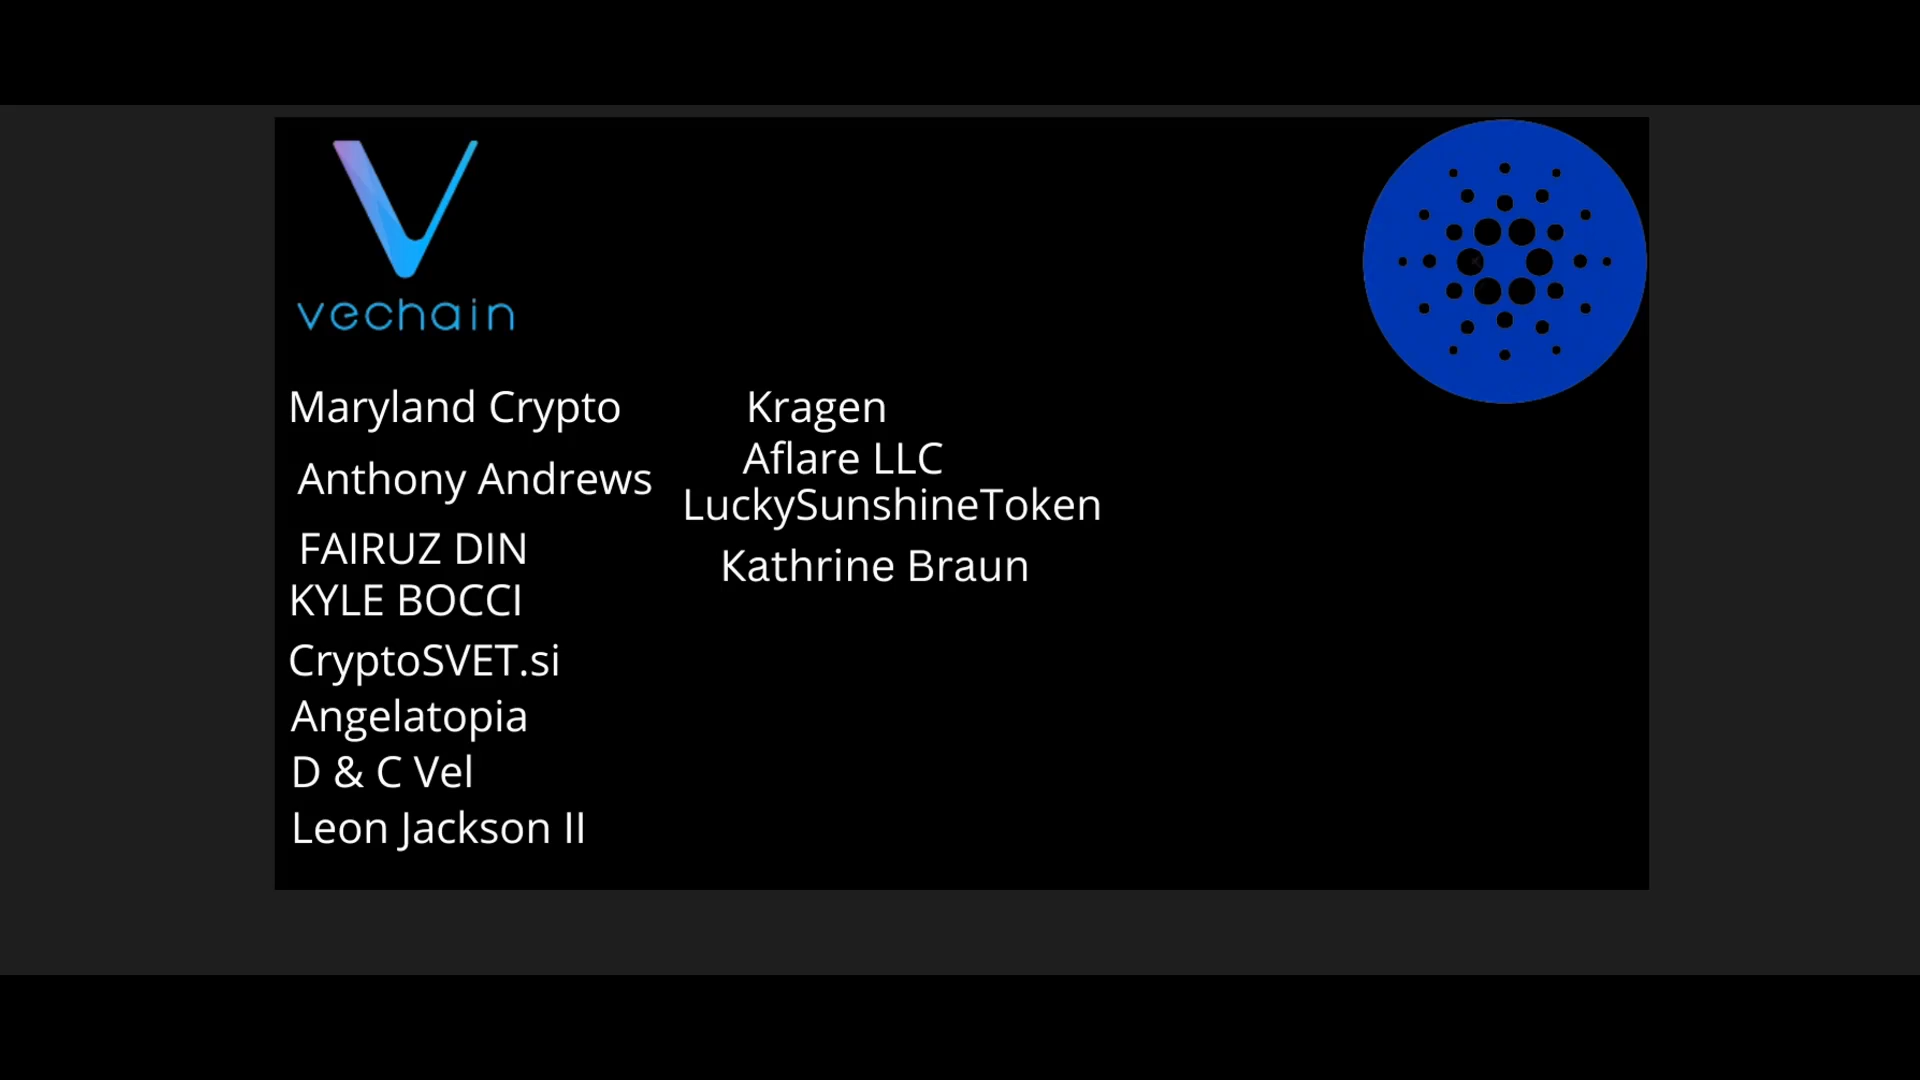 vechain
Maryland Crypto
Anthony Andrews
FAIRUZ DIN
KYLE BOCCI
CryptoSVET.si
Angelatopia
D & C Vel
Leon Jackson II
Kragen
Aflare LLC
LuckySunshineToken
Kathrine Braun